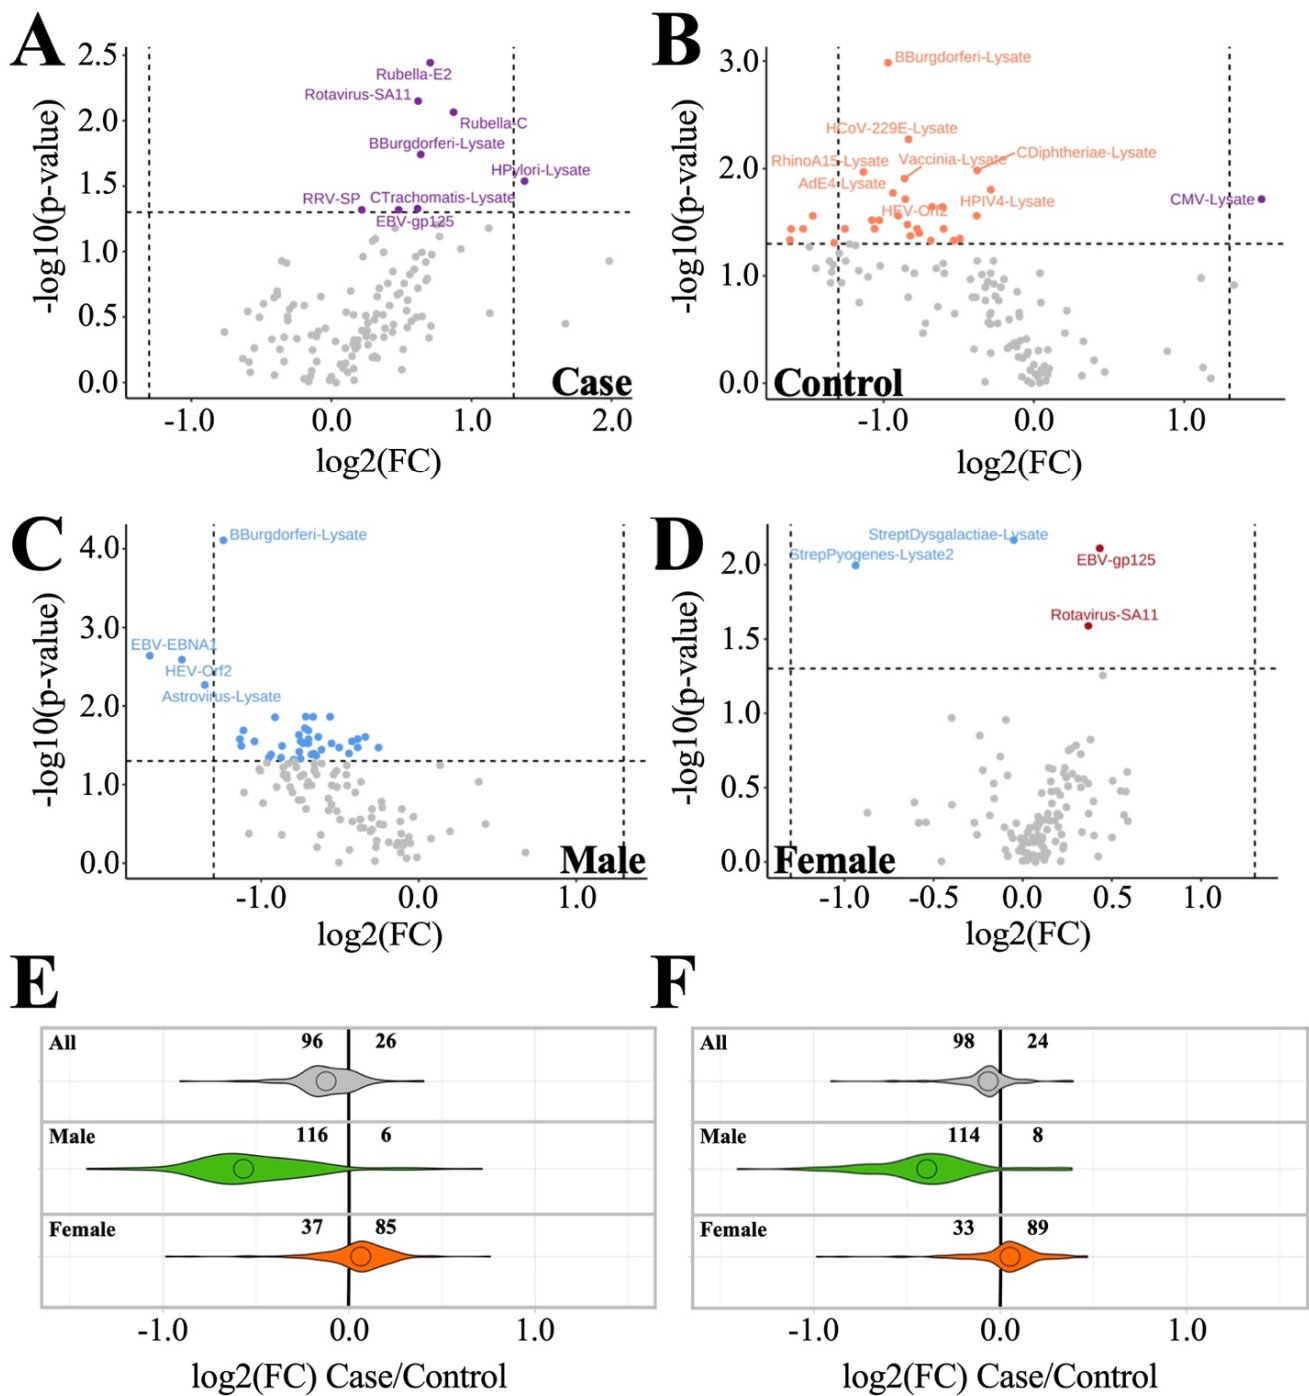 A
2.5
2.0
1.5
1.0
0.5
0.0
-log10(p-value)
Rubella-E2
Rotavirus-SA11
Rubella-C
BBurgdorferi-Lysate
HPylori-Lysate
RRV-SP
CTrachomatis-Lysate
EBV-gp125
Case
-1.0 0.0 1.0 2.0
log2(FC)
B
3.0
2.0
1.0
0.0
-log10(p-value)
BBurgdorferi-Lysate
HCoV-229E-Lysate
CDiphtheriae-Lysate
RhinoA15-Lysate
Vaccinia-Lysate
AdE4-Lysate
HPIV4-Lysate
HEV-Orf2
CMV-Lysate
Control
-1.0 0.0 1.0
log2(FC)
C
4.0
3.0
2.0
1.0
0.0
-log10(p-value)
BBurgdorferi-Lysate
EBV-EBNA1
HEV-Orf2
Astrovirus-Lysate
Male
-1.0 0.0 1.0
log2(FC)
D
2.0
1.5
1.0
0.5
0.0
-log10(p-value)
StreptDysgalactiae-Lysate
StrepPyogenes-Lysate2
EBV-gp125
Rotavirus-SA11
Female
-1.0 -0.5 0.0 0.5 1.0
log2(FC)
E
All 96 26
Male 116 6
Female 37 85
-1.0 0.0 1.0
log2(FC) Case/Control
F
All 98 24
Male 114 8
Female 33 89
-1.0 0.0 1.0
log2(FC) Case/Control